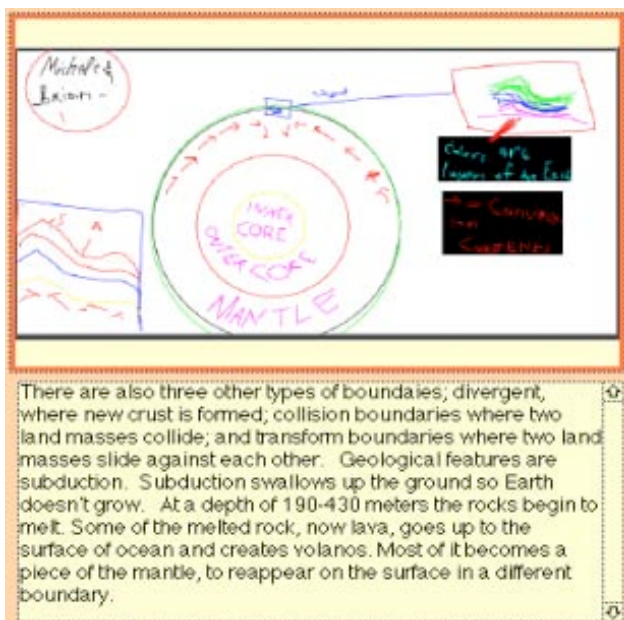 Michale &
Brian -
INNER
CORE
OUTER CORE
MANTLE
Colors are
layers of the Earth
→ = Convection
CURRENTS
There are also three other types of boundaies; divergent,
where new crust is formed; collision boundaries where two
land masses collide; and transform boundaries where two land
masses slide against each other.   Geological features are
subduction.  Subduction swallows up the ground so Earth
doesn't grow.   At a depth of 190-430 meters the rocks begin to
melt. Some of the melted rock, now lava, goes up to the
surface of ocean and creates volanos. Most of it becomes a
piece of the mantle, to reappear on the surface in a different
boundary.